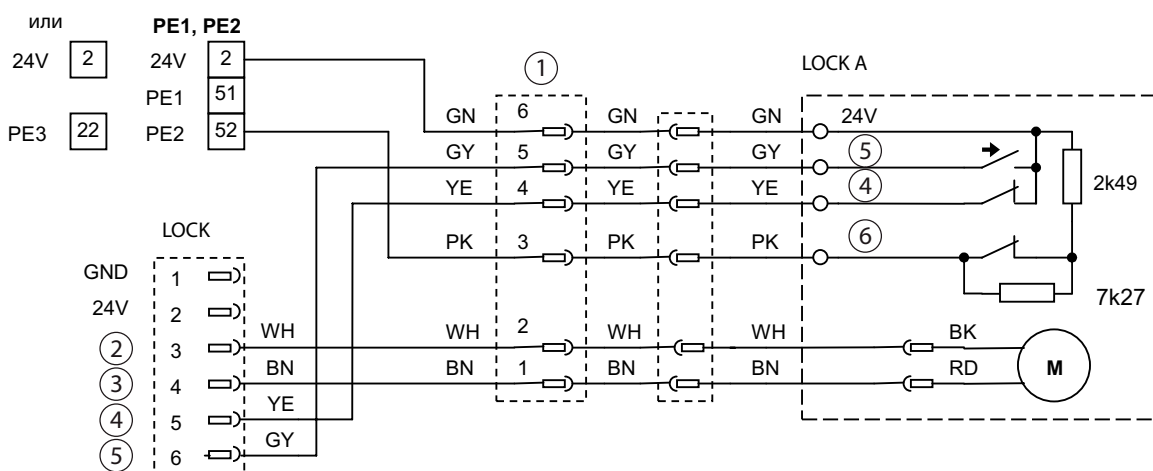 или
PE1, PE2
24V 2 24V 2
PE1 51
PE3 22 PE2 52
1
LOCK A
GN 6 GN GN 24V
GY 5 GY GY 5
YE 4 YE YE 4
2k49
PK 3 PK PK 6
7k27
LOCK
GND 1
24V 2
2 3 WH WH 2 WH WH BK
3 4 BN BN 1 BN BN RD
M
4 5 YE
5 6 GY